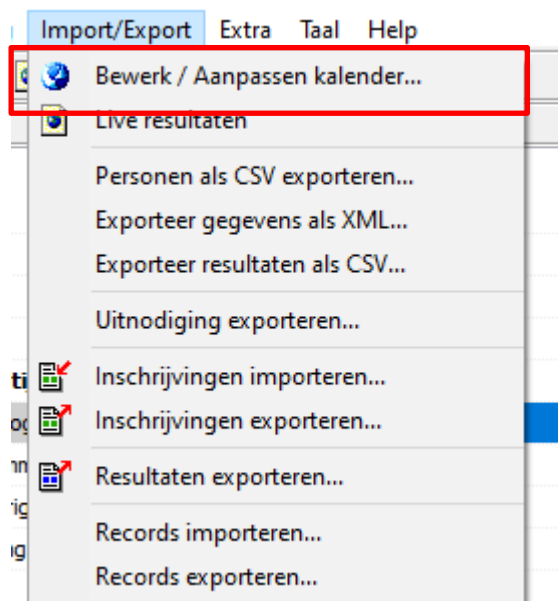 Import/Export Extra Taal Help
Bewerk / Aanpassen kalender...
Live resultaten
Personen als CSV exporteren...
Exporteer gegevens als XML...
Exporteer resultaten als CSV...
Uitnodiging exporteren...
Inschrijvingen importeren...
Inschrijvingen exporteren...
Resultaten exporteren...
Records importeren...
Records exporteren...